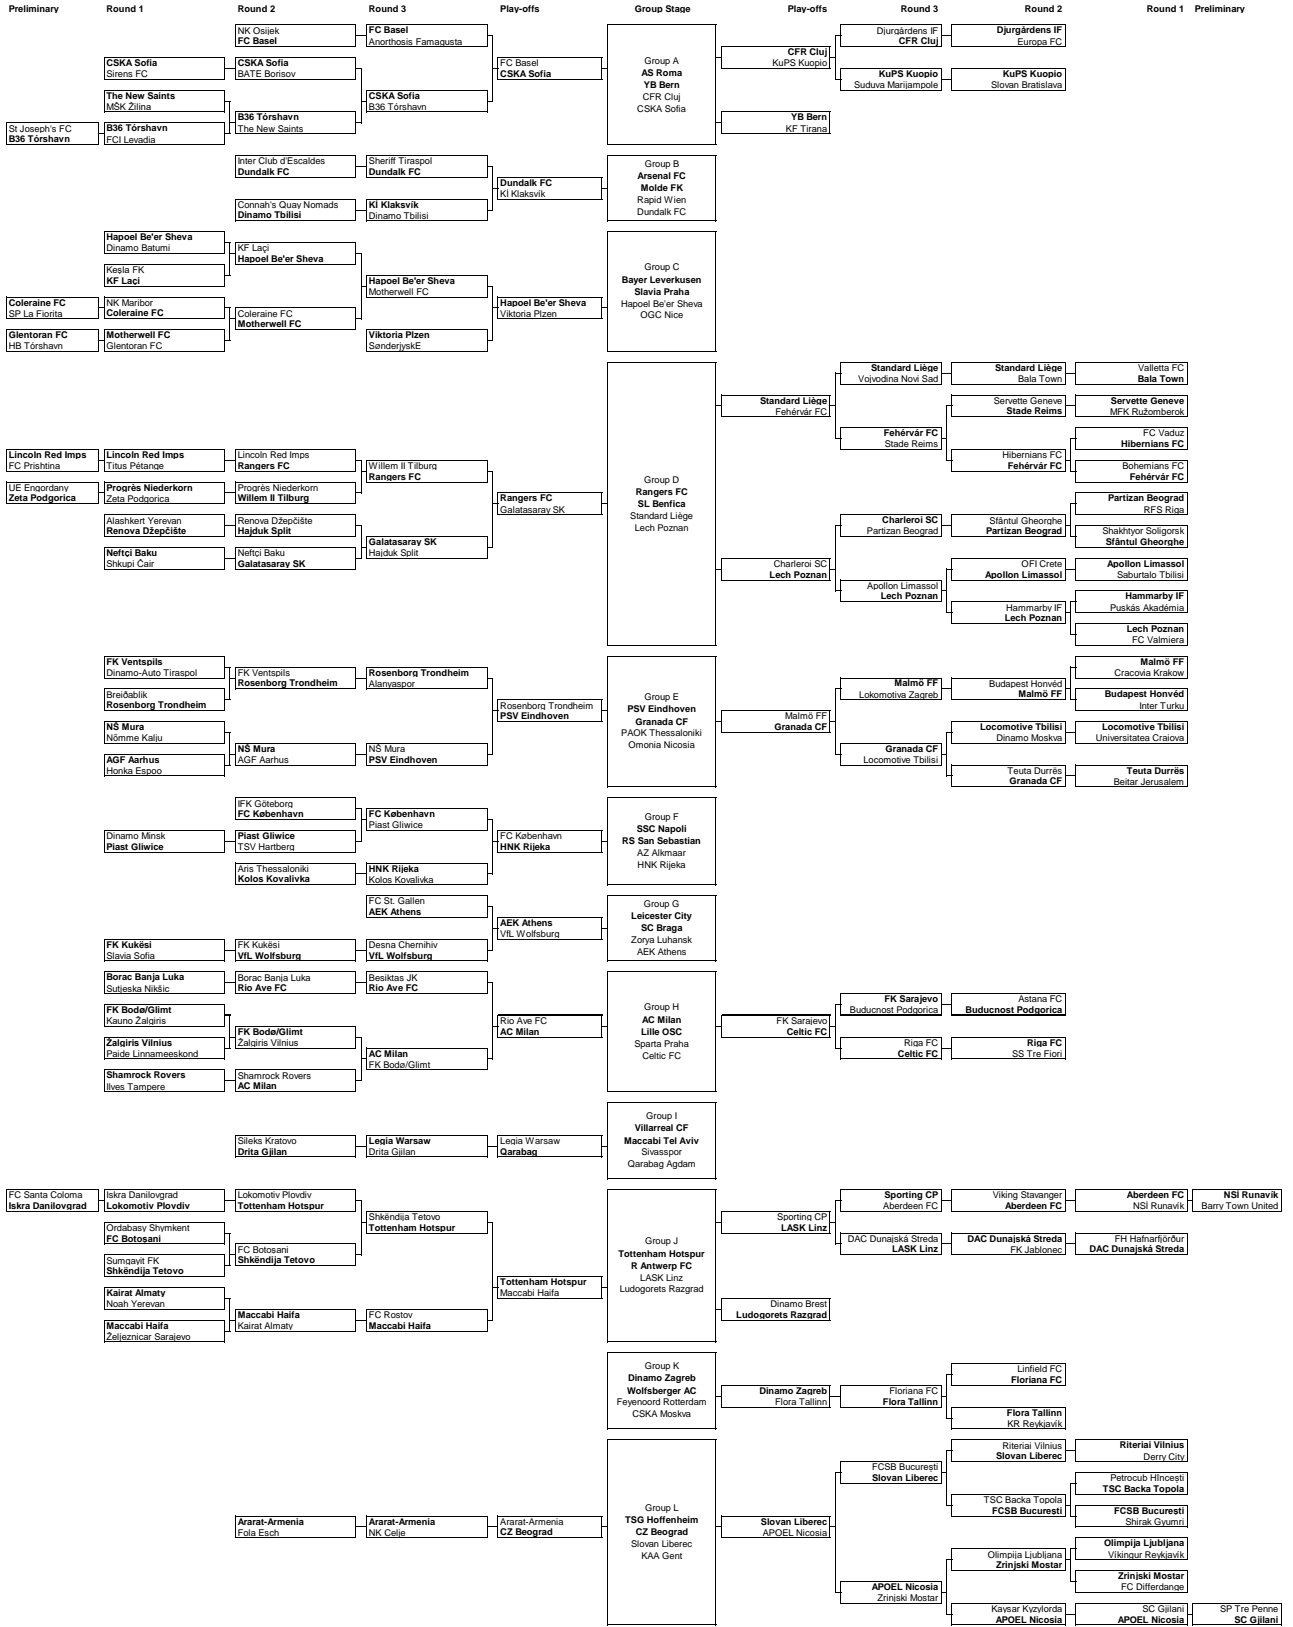 Preliminary Round 1 Round 2 Round 3 Play-offs Group Stage Play-offs Round 3 Round 2 Round 1 Preliminary
NK Osijek
FC Basel
FC Basel
Anorthosis Famagusta
CSKA Sofia
Sirens FC
CSKA Sofia
BATE Borisov
FC Basel
CSKA Sofia
The New Saints
MŠK Žilina
CSKA Sofia
B36 Tórshavn
B36 Tórshavn
The New Saints
St Joseph's FC
B36 Tórshavn
B36 Tórshavn
FCI Levadia
Group A
AS Roma
YB Bern
CFR Cluj
CSKA Sofia
CFR Cluj
KuPS Kuopio
Djurgårdens IF
CFR Cluj
Djurgårdens IF
Europa FC
KuPS Kuopio
Suduva Marijampole
KuPS Kuopio
Slovan Bratislava
YB Bern
KF Tirana
Inter Club d'Escaldes
Dundalk FC
Sheriff Tiraspol
Dundalk FC
Dundalk FC
KÍ Klaksvík
Connah's Quay Nomads
Dinamo Tbilisi
KÍ Klaksvík
Dinamo Tbilisi
Group B
Arsenal FC
Molde FK
Rapid Wien
Dundalk FC
Hapoel Be'er Sheva
Dinamo Batumi
KF Laçi
Hapoel Be'er Sheva
Keşla FK
KF Laçi
Hapoel Be'er Sheva
Motherwell FC
Coleraine FC
SP La Fiorita
NK Maribor
Coleraine FC
Coleraine FC
Motherwell FC
Hapoel Be'er Sheva
Viktoria Plzen
Glentoran FC
HB Tórshavn
Motherwell FC
Glentoran FC
Viktoria Plzen
SønderjyskE
Group C
Bayer Leverkusen
Slavia Praha
Hapoel Be'er Sheva
OGC Nice
Lincoln Red Imps
FC Prishtina
Lincoln Red Imps
Titus Pétange
Lincoln Red Imps
Rangers FC
Willem II Tilburg
Rangers FC
UE Engordany
Zeta Podgorica
Progrès Niederkorn
Zeta Podgorica
Progrès Niederkorn
Willem II Tilburg
Rangers FC
Galatasaray SK
Alashkert Yerevan
Renova Džepčište
Renova Džepčište
Hajduk Split
Galatasaray SK
Hajduk Split
Neftçi Baku
Shkupi Čair
Neftçi Baku
Galatasaray SK
Group D
Rangers FC
SL Benfica
Standard Liège
Lech Poznan
Standard Liège
Fehérvár FC
Standard Liège
Vojvodina Novi Sad
Standard Liège
Bala Town
Valletta FC
Bala Town
Fehérvár FC
Stade Reims
Servette Geneve
Stade Reims
Servette Geneve
MFK Ružomberok
Hibernians FC
Fehérvár FC
FC Vaduz
Hibernians FC
Bohemians FC
Fehérvár FC
Charleroi SC
Lech Poznan
Charleroi SC
Partizan Beograd
Sfântul Gheorghe
Partizan Beograd
Partizan Beograd
RFS Riga
Shakhtyor Soligorsk
Sfântul Gheorghe
Apollon Limassol
Lech Poznan
OFI Crete
Apollon Limassol
Apollon Limassol
Saburtalo Tbilisi
Hammarby IF
Lech Poznan
Hammarby IF
Puskás Akadémia
Lech Poznan
FC Valmiera
FK Ventspils
Dinamo-Auto Tiraspol
FK Ventspils
Rosenborg Trondheim
Rosenborg Trondheim
Alanyaspor
Breiðablik
Rosenborg Trondheim
Rosenborg Trondheim
PSV Eindhoven
NŠ Mura
Nõmme Kalju
NŠ Mura
AGF Aarhus
NŠ Mura
PSV Eindhoven
AGF Aarhus
Honka Espoo
Group E
PSV Eindhoven
Granada CF
PAOK Thessaloniki
Omonia Nicosia
Malmö FF
Granada CF
Malmö FF
Lokomotiva Zagreb
Budapest Honvéd
Malmö FF
Malmö FF
Cracovia Krakow
Budapest Honvéd
Inter Turku
Granada CF
Locomotive Tbilisi
Locomotive Tbilisi
Dinamo Moskva
Locomotive Tbilisi
Universitatea Craiova
Teuta Durrës
Granada CF
Teuta Durrës
Beitar Jerusalem
IFK Göteborg
FC København
FC København
Piast Gliwice
Dinamo Minsk
Piast Gliwice
Piast Gliwice
TSV Hartberg
FC København
HNK Rijeka
Aris Thessaloniki
Kolos Kovalivka
HNK Rijeka
Kolos Kovalivka
Group F
SSC Napoli
RS San Sebastian
AZ Alkmaar
HNK Rijeka
FC St. Gallen
AEK Athens
AEK Athens
VfL Wolfsburg
FK Kukësi
Slavia Sofia
FK Kukësi
VfL Wolfsburg
Desna Chernihiv
VfL Wolfsburg
Group G
Leicester City
SC Braga
Zorya Luhansk
AEK Athens
Borac Banja Luka
Sutjeska Nikšic
Borac Banja Luka
Rio Ave FC
Besiktas JK
Rio Ave FC
FK Bodø/Glimt
Kauno Žalgiris
FK Bodø/Glimt
Žalgiris Vilnius
Rio Ave FC
AC Milan
Žalgiris Vilnius
Paide Linnameeskond
AC Milan
FK Bodø/Glimt
Shamrock Rovers
Ilves Tampere
Shamrock Rovers
AC Milan
Group H
AC Milan
Lille OSC
Sparta Praha
Celtic FC
FK Sarajevo
Celtic FC
FK Sarajevo
Buducnost Podgorica
Astana FC
Buducnost Podgorica
Riga FC
Celtic FC
Riga FC
SS Tre Fiori
Sileks Kratovo
Drita Gjilan
Legia Warsaw
Drita Gjilan
Legia Warsaw
Qarabag
Group I
Villarreal CF
Maccabi Tel Aviv
Sivasspor
Qarabag Agdam
FC Santa Coloma
Iskra Danilovgrad
Iskra Danilovgrad
Lokomotiv Plovdiv
Lokomotiv Plovdiv
Tottenham Hotspur
Shkëndija Tetovo
Tottenham Hotspur
Ordabasy Shymkent
FC Botoşani
FC Botoşani
Shkëndija Tetovo
Sumgayit FK
Shkëndija Tetovo
Tottenham Hotspur
Maccabi Haifa
Kairat Almaty
Noah Yerevan
Maccabi Haifa
Kairat Almaty
FC Rostov
Maccabi Haifa
Maccabi Haifa
Željeznicar Sarajevo
Group J
Tottenham Hotspur
R Antwerp FC
LASK Linz
Ludogorets Razgrad
Sporting CP
LASK Linz
Sporting CP
Aberdeen FC
Viking Stavanger
Aberdeen FC
Aberdeen FC
NSÍ Runavík
NSÍ Runavík
Barry Town United
DAC Dunajská Streda
LASK Linz
DAC Dunajská Streda
FK Jablonec
FH Hafnarfjörður
DAC Dunajská Streda
Dinamo Brest
Ludogorets Razgrad
Group K
Dinamo Zagreb
Wolfsberger AC
Feyenoord Rotterdam
CSKA Moskva
Dinamo Zagreb
Flora Tallinn
Floriana FC
Flora Tallinn
Linfield FC
Floriana FC
Flora Tallinn
KR Reykjavík
Ararat-Armenia
Fola Esch
Ararat-Armenia
NK Celje
Ararat-Armenia
CZ Beograd
Group L
TSG Hoffenheim
CZ Beograd
Slovan Liberec
KAA Gent
Slovan Liberec
APOEL Nicosia
FCSB Bucureşti
Slovan Liberec
Riteriai Vilnius
Slovan Liberec
Riteriai Vilnius
Derry City
TSC Backa Topola
FCSB Bucureşti
Petrocub Hînceşti
TSC Backa Topola
FCSB Bucureşti
Shirak Gyumri
APOEL Nicosia
Zrinjski Mostar
Olimpija Ljubljana
Zrinjski Mostar
Olimpija Ljubljana
Víkingur Reykjavík
Zrinjski Mostar
FC Differdange
Kaysar Kyzylorda
APOEL Nicosia
SC Gjilani
APOEL Nicosia
SP Tre Penne
SC Gjilani